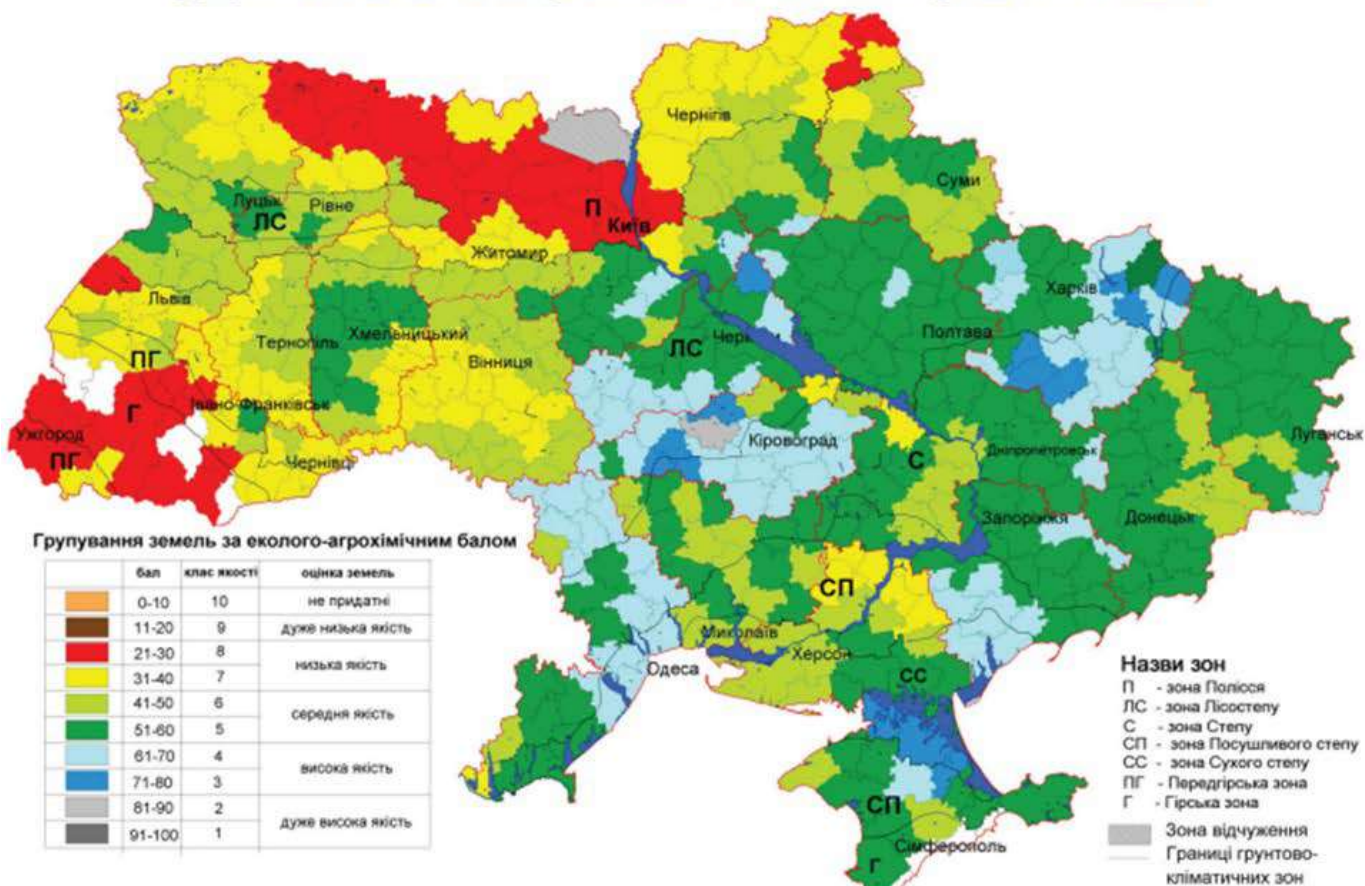 Чернігів
Суми
Луцьк
Рівне
ЛС
П
Київ
Житомир
Харків
Львів
Тернопіль
Хмельницький
Вінниця
ЛС
Полтава
ПГ
Г
Івано-Франківськ
Ужгород
ПГ
Чернівці
Кіровоград
С
Дніпропетровськ
Луганськ
Запоріжжя
Донецьк
СП
Миколаїв
Херсон
Одеса
СС
СП
Сімферополь
Г
Групування земель за еколого-агрохімічним балом
бал клас якості оцінка земель
0-10 10 не придатні
11-20 9 дуже низька якість
21-30 8
низька якість
31-40 7
41-50 6
середня якість
51-60 5
61-70 4
висока якість
71-80 3
81-90 2
дуже висока якість
91-100 1
Назви зон
П - зона Полісся
ЛС - зона Лісостепу
С - зона Степу
СП - зона Посушливого степу
СС - зона Сухого степу
ПГ - Передгірська зона
Г - Гірська зона
Зона відчуження
Границі грунтово-
кліматичних зон